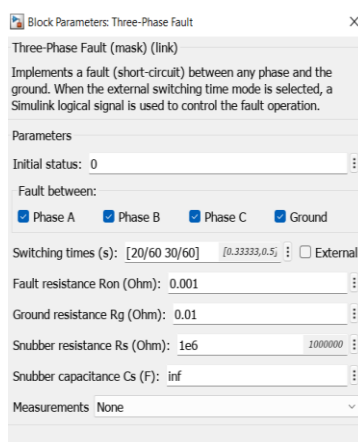 Block Parameters: Three-Phase Fault
Three-Phase Fault (mask) (link)
Implements a fault (short-circuit) between any phase and the
ground. When the external switching time mode is selected, a
Simulink logical signal is used to control the fault operation.
Parameters
Initial status: 0
Fault between:
Phase A Phase B Phase C Ground
Switching times (s): [20/60 30/60] [0.33333,0.5] External
Fault resistance Ron (Ohm): 0.001
Ground resistance Rg (Ohm): 0.01
Snubber resistance Rs (Ohm): 1e6 1000000
Snubber capacitance Cs (F): inf
Measurements None